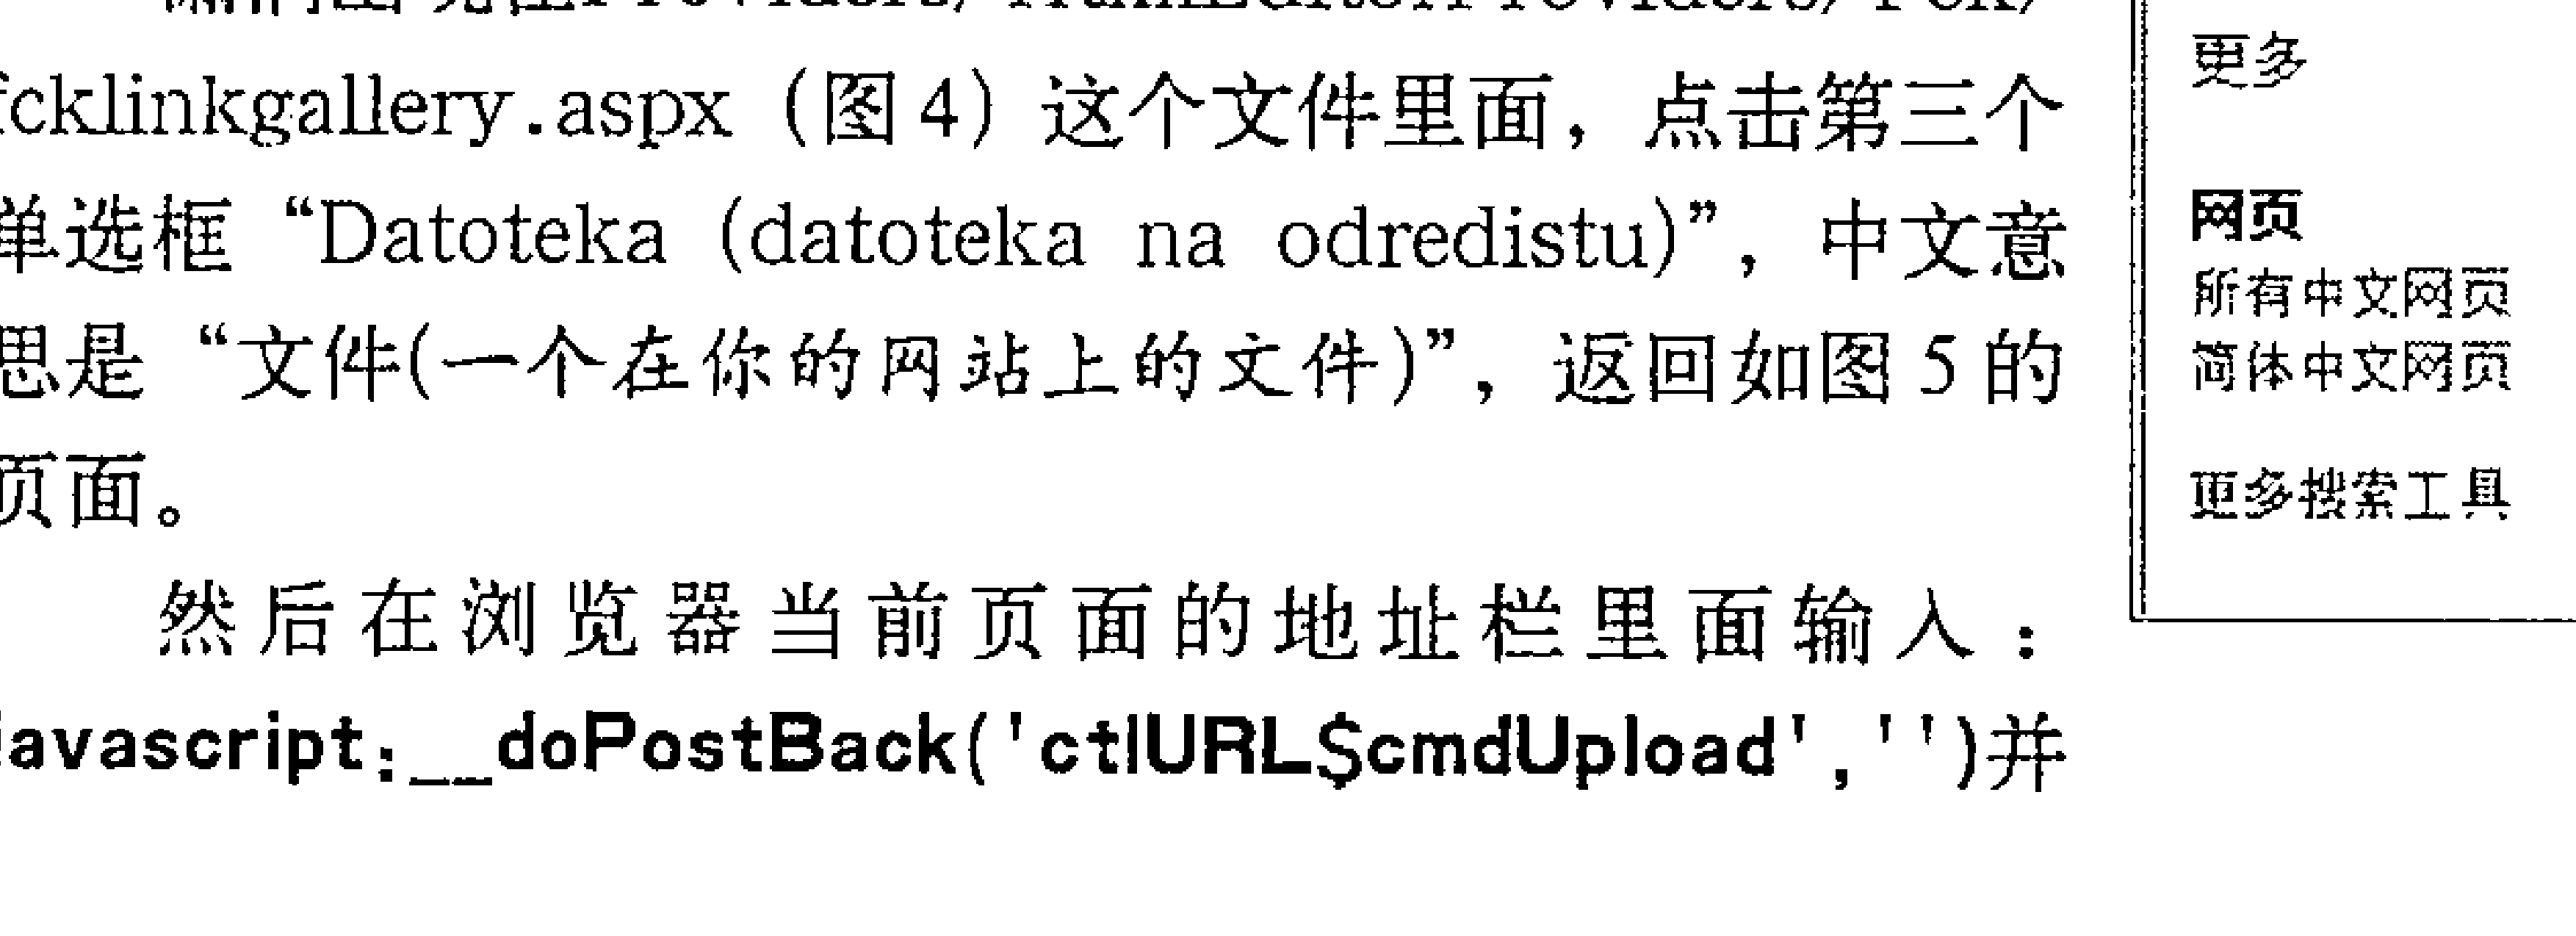 fcklinkgallery.aspx（图4）这个文件里面，点击第三个
单选框“Datoteka (datoteka na odredistu)”，中文意
思是“文件(一个在你的网站上的文件)”，返回如图5的
页面。
然后在浏览器当前页面的地址栏里面输入：
javascript:__doPostBack('ctlURL$cmdUpload','')并
更多
网页
所有中文网页
简体中文网页
更多搜索工具